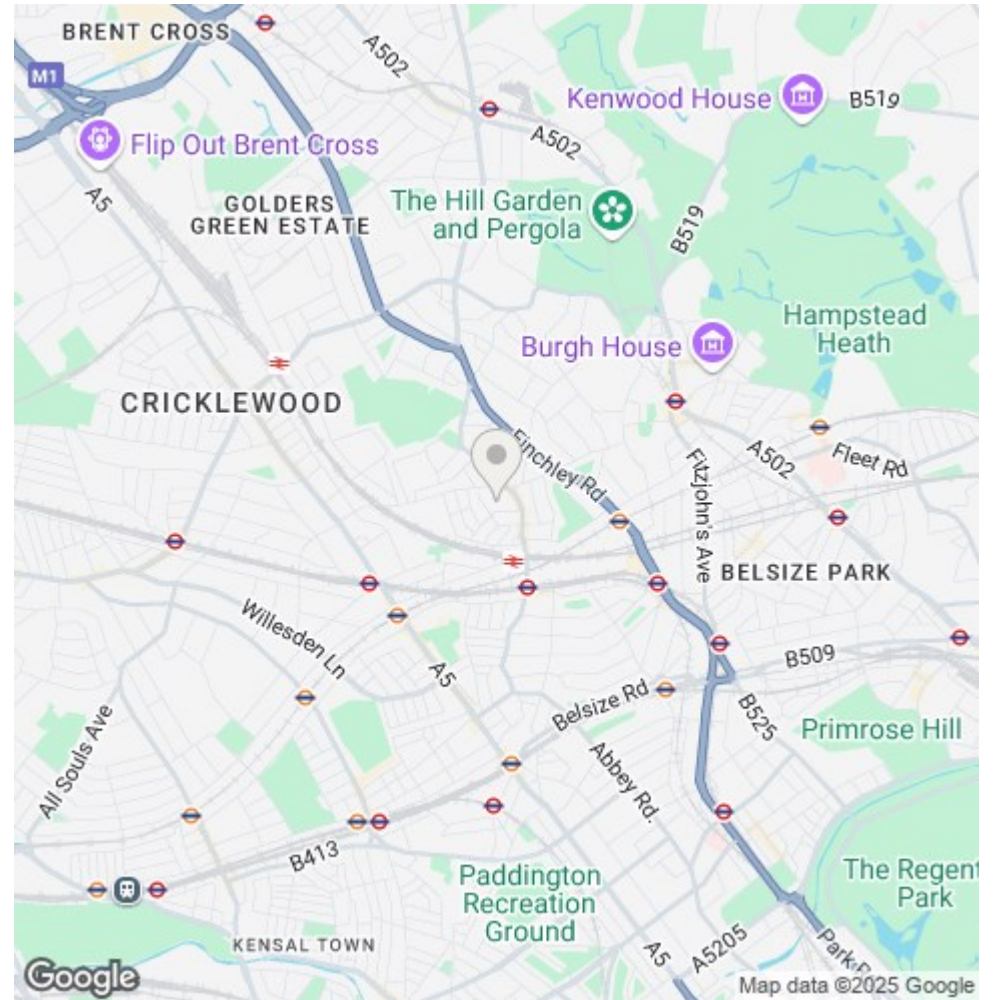 BRENT CROSS
A502
M1
Kenwood House
B519
Flip Out Brent Cross
A502
A5
GOLDERS
GREEN ESTATE
The Hill Garden
and Pergola
B519
Hampstead
Heath
Burgh House
CRICKLEWOOD
Finchley Rd
A502
Fleet Rd
Fitzjohn's Ave
BELSIZE PARK
Willesden Ln
A5
B509
Belsize Rd
B525
Primrose Hill
All Souls Ave
Abbey Rd.
B413
Paddington
Recreation
Ground
The Regent
Park
KENSAL TOWN
A5
A5205
Park
Google
Map data ©2025 Google